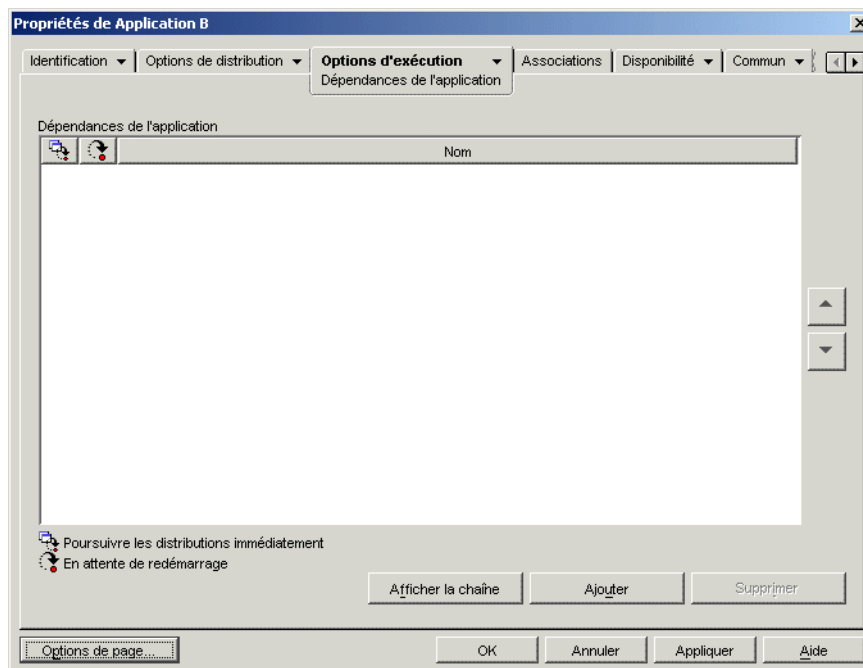 Propriétés de Application B
Identification Options de distribution Options d'exécution Associations Disponibilité Commun
Dépendances de l'application
Dépendances de l'application
Nom
Poursuivre les distributions immédiatement
En attente de redémarrage
Afficher la chaîne Ajouter Supprimer
Options de page... OK Annuler Appliquer Aide